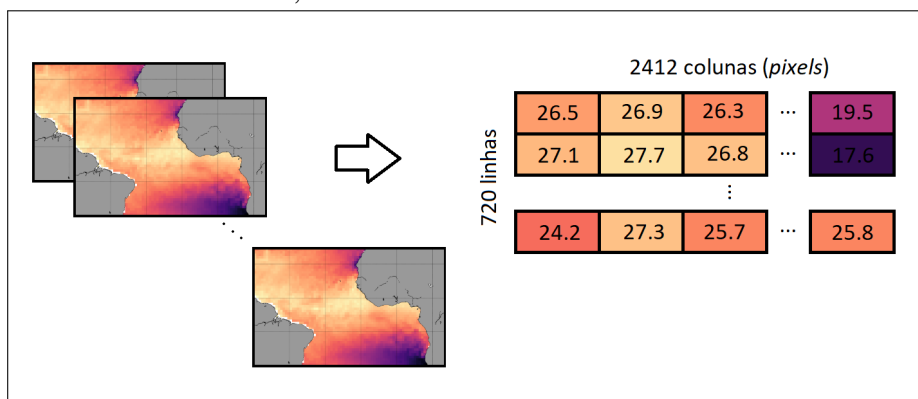 2412 colunas (pixels)
720 linhas
26.5 26.9 26.3 ... 19.5
27.1 27.7 26.8 ... 17.6
...
24.2 27.3 25.7 ... 25.8
...